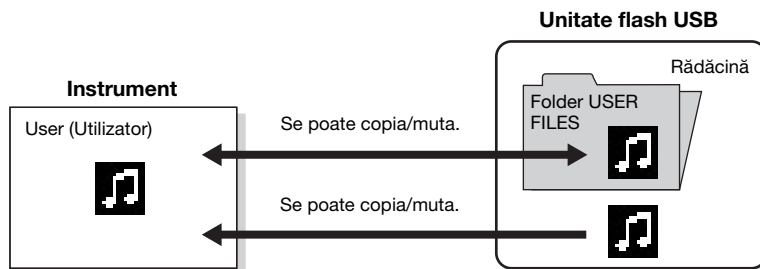 Unitate flash USB
Rădăcină
Instrument
Folder USER
FILES
User (Utilizator)
Se poate copia/muta.
Se poate copia/muta.